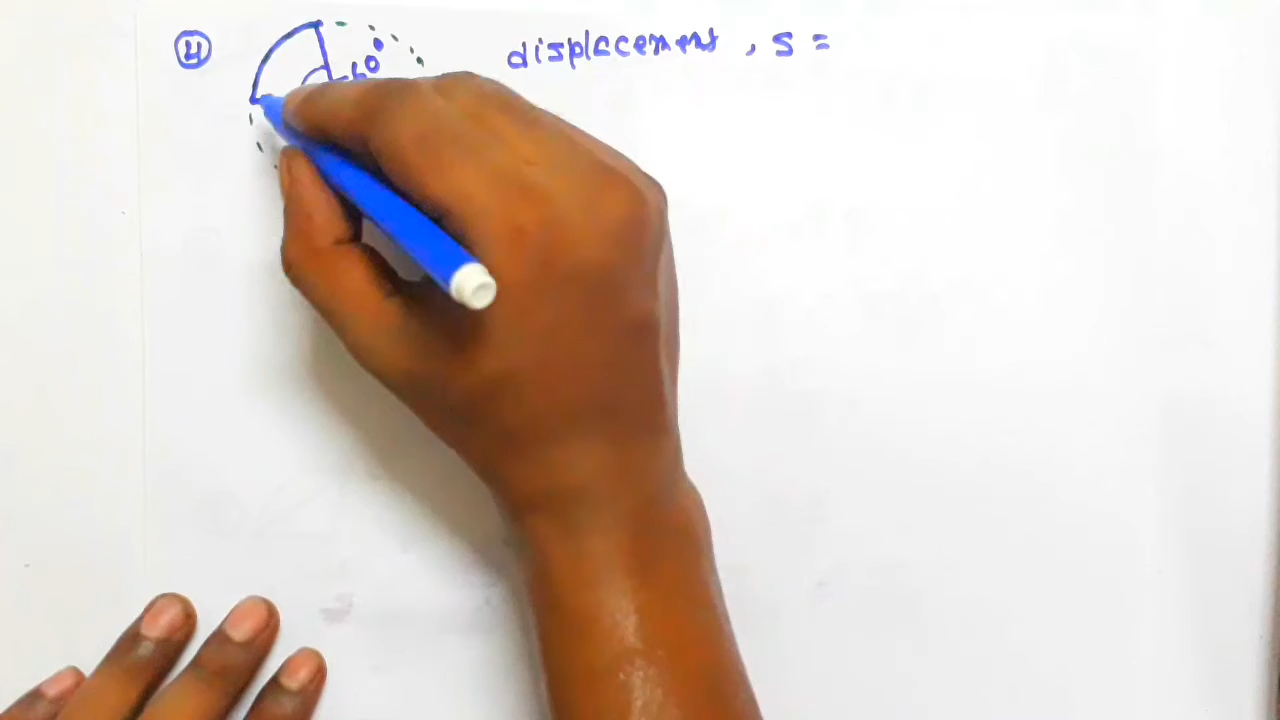 4
60°
displacement, s =